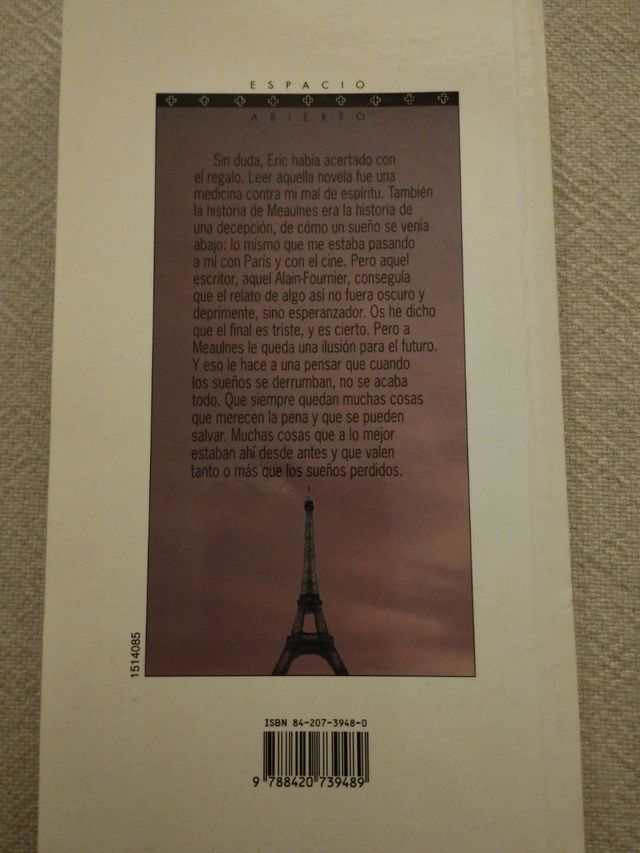 ESPACIO
ABIERTO
Sin duda, Eric había acertado con
el regalo. Leer aquella novela fue una
medicina contra mi mal de espíritu. También
la historia de Meaulnes era la historia de
una decepción, de cómo un sueño se venía
abajo: lo mismo que me estaba pasando
a mí con París y con el cine. Pero aquel
escritor, aquel Alain-Fournier, conseguía
que el relato de algo así no fuera oscuro y
deprimente, sino esperanzador. Os he dicho
que el final es triste, y es cierto. Pero a
Meaulnes le queda una ilusión para el futuro.
Y eso le hace a una pensar que cuando
los sueños se derrumban, no se acaba
todo. Que siempre quedan muchas cosas
que merecen la pena y que se pueden
salvar. Muchas cosas que a lo mejor
estaban ahí desde antes y que valen
tanto o más que los sueños perdidos.
1514085
ISBN 84-207-3948-0
9 788420 739489